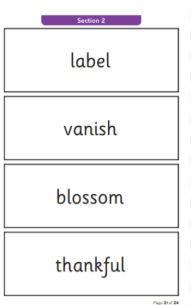 Section 2
label
vanish
blossom
thankful
Page 21 of 24